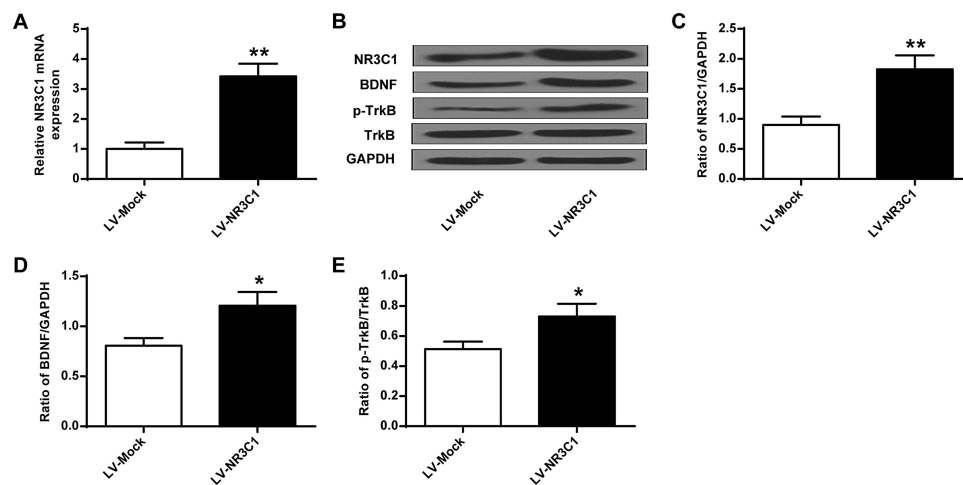 A
Relative NR3C1 mRNA
expression
5
4
3
2
1
0
**
LV-Mock
LV-NR3C1
B
NR3C1
BDNF
p-TrkB
TrkB
GAPDH
LV-Mock
LV-NR3C1
C
Ratio of NR3C1/GAPDH
2.5
2.0
1.5
1.0
0.5
0.0
**
LV-Mock
LV-NR3C1
D
Ratio of BDNF/GAPDH
1.5
1.0
0.5
0.0
*
LV-Mock
LV-NR3C1
E
Ratio of p-TrkB/TrkB
1.0
0.8
0.6
0.4
0.2
0.0
*
LV-Mock
LV-NR3C1